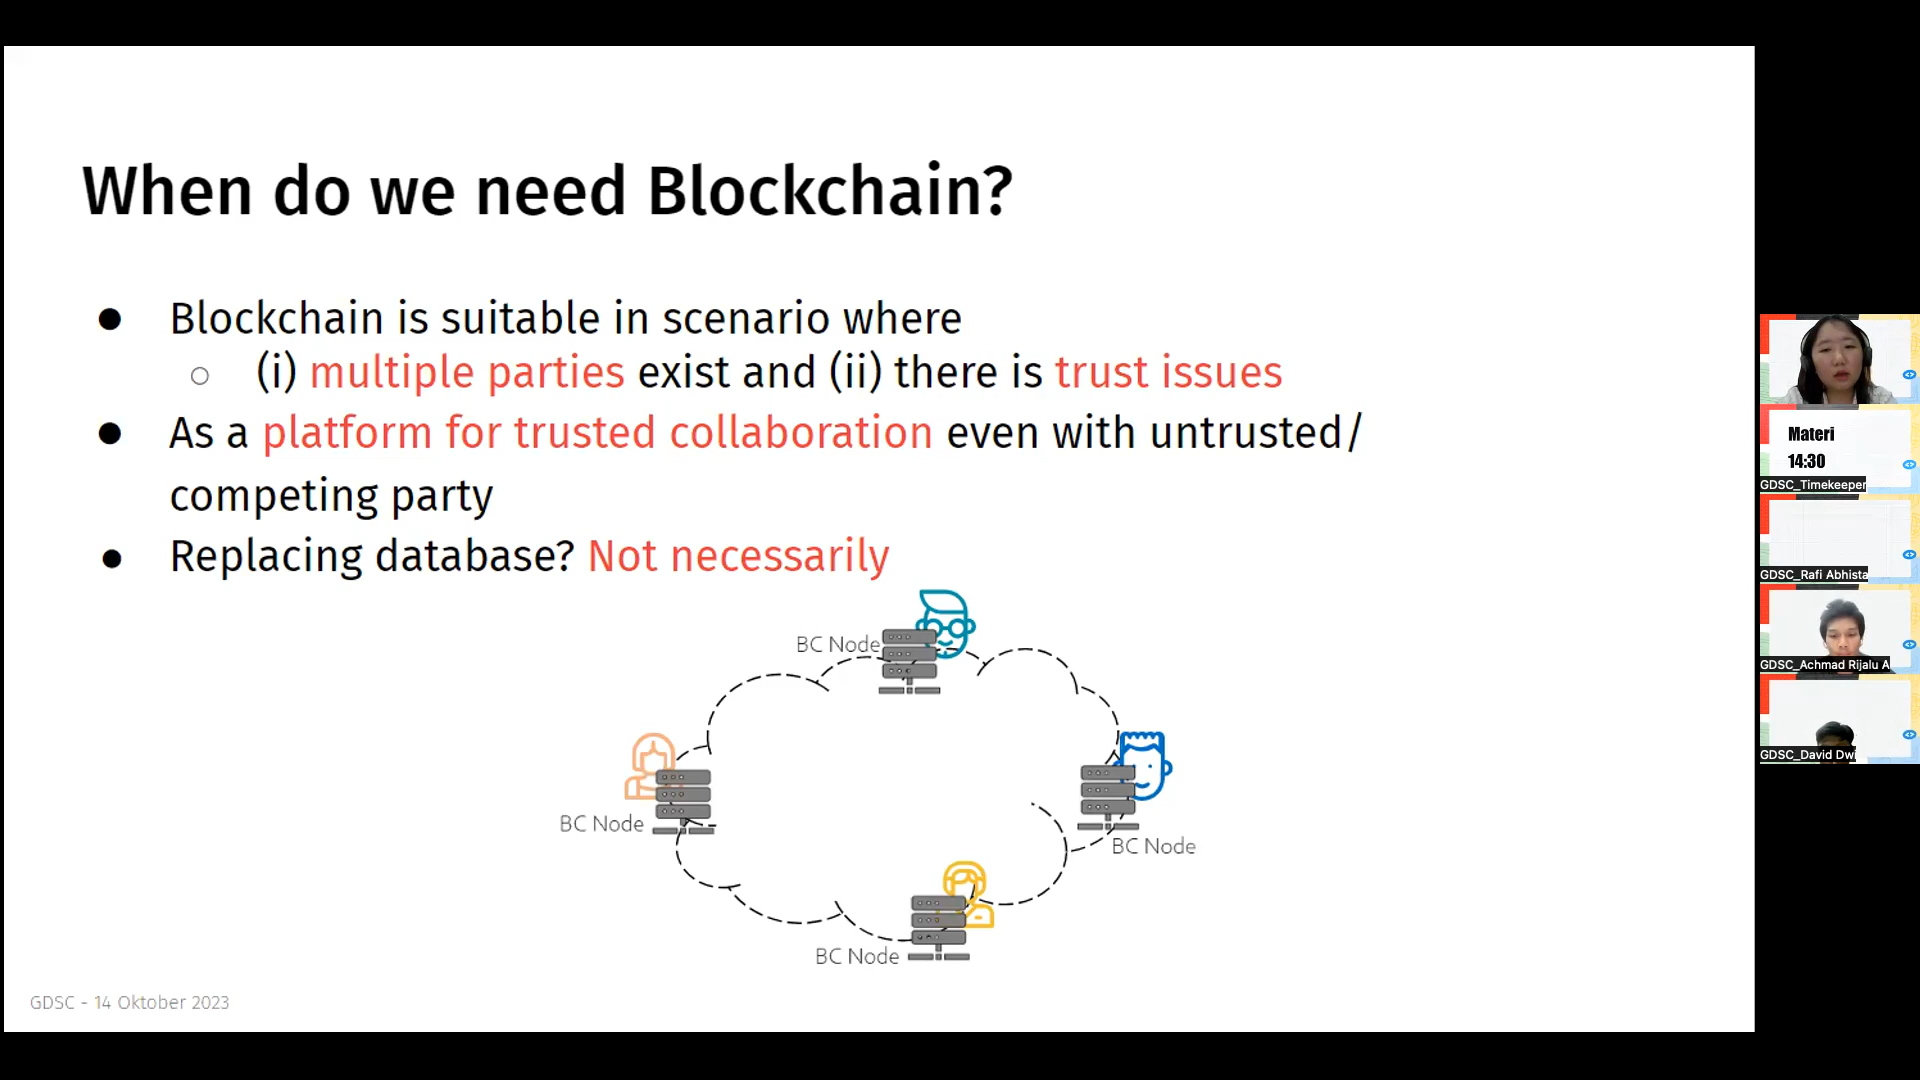 When do we need Blockchain?
● Blockchain is suitable in scenario where
○ (i) multiple parties exist and (ii) there is trust issues
● As a platform for trusted collaboration even with untrusted/
competing party
● Replacing database? Not necessarily
BC Node
BC Node
BC Node
BC Node
GDSC - 14 Oktober 2023
Materi
14:30
GDSC_Timekeeper
GDSC_Rafi Abhista
GDSC_Achmad Rijalu A
GDSC_David Dwi